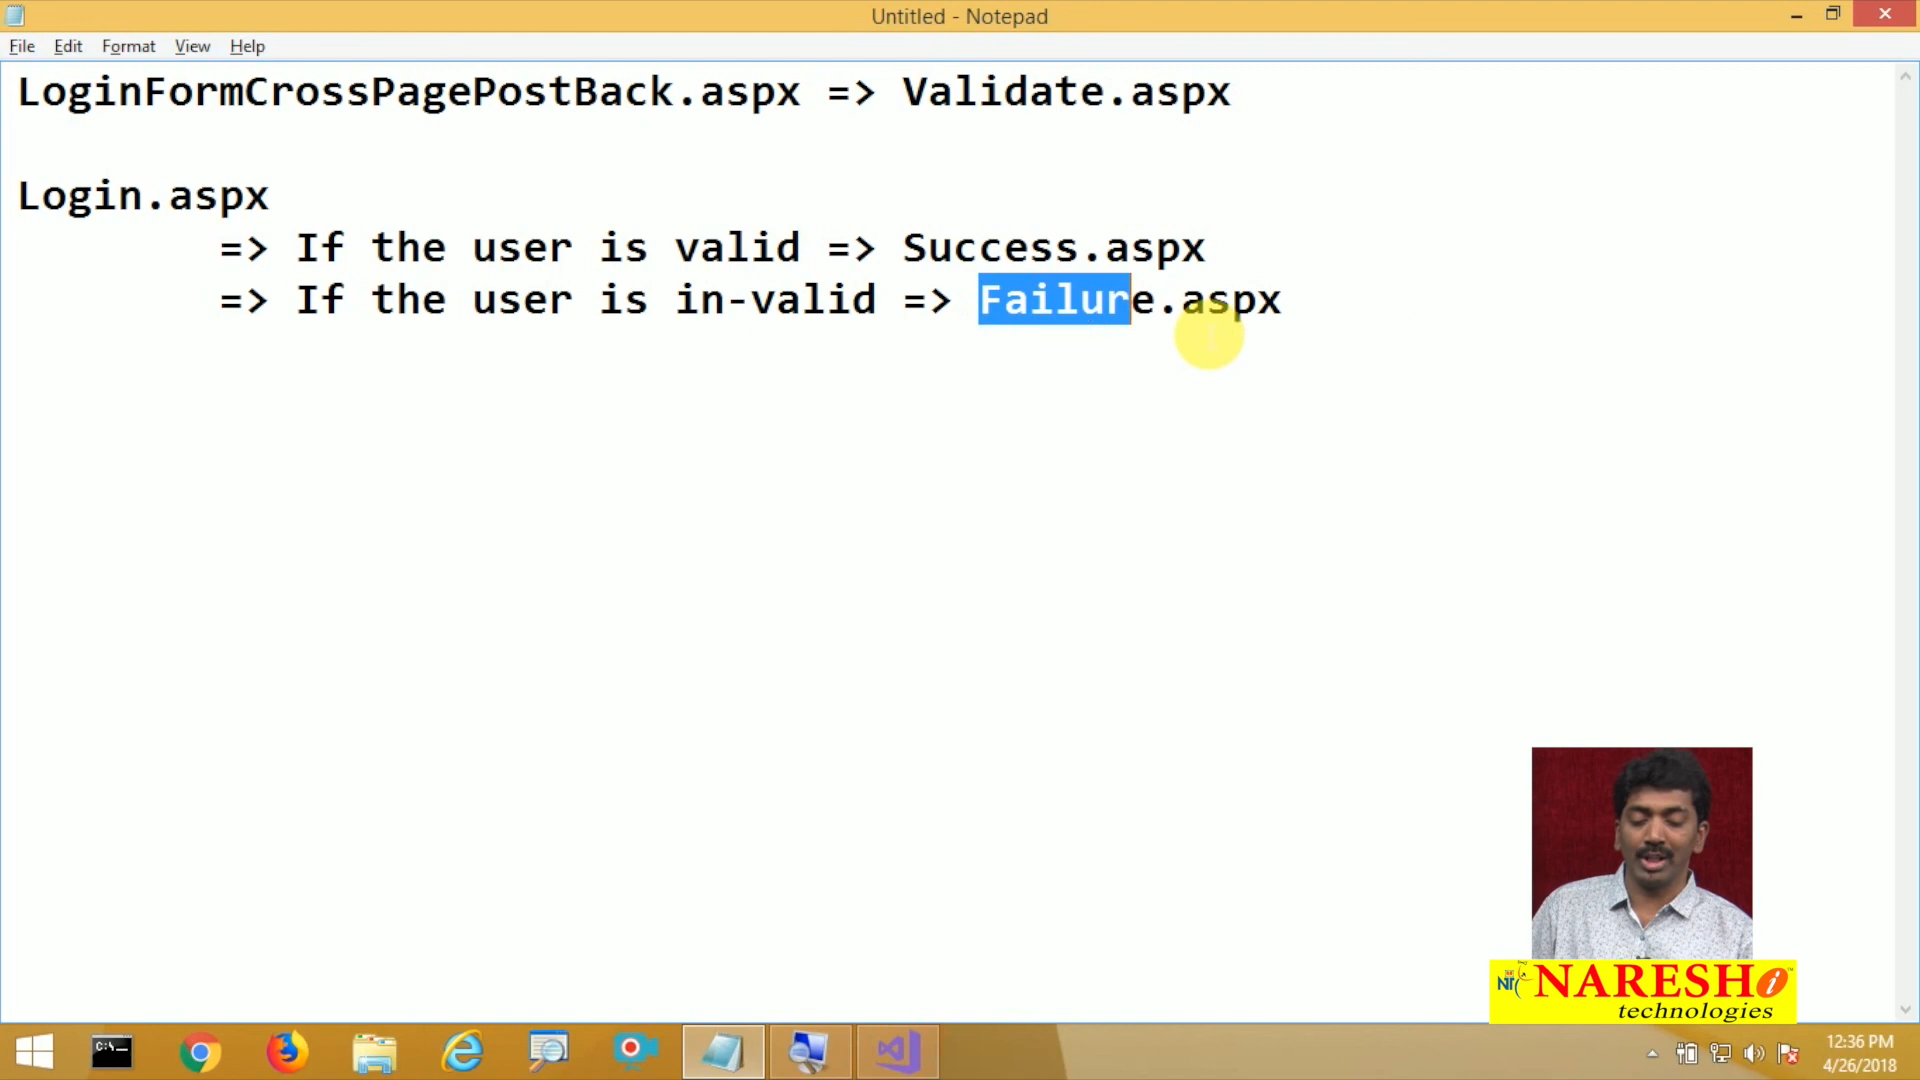 Untitled - Notepad
File Edit Format View Help
LoginFormCrossPagePostBack.aspx => Validate.aspx
Login.aspx
=> If the user is valid => Success.aspx
=> If the user is in-valid => Failure.aspx
NARESH i
technologies
C:\_
12:36 PM
4/26/2018